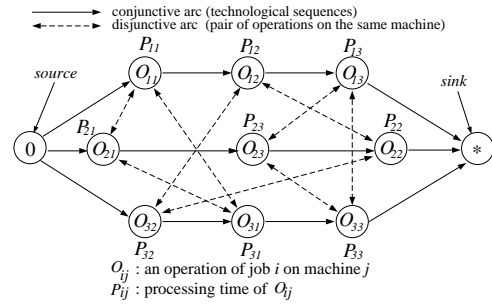 conjunctive arc (technological sequences)
disjunctive arc (pair of operations on the same machine)
P11 P12 P13
source O11 O12 O13 sink
P21 P23 P22
0 O21 O23 O22 *
O32 O31 O33
P32 P31 P33
Oij : an operation of job i on machine j
Pij : processing time of Oij